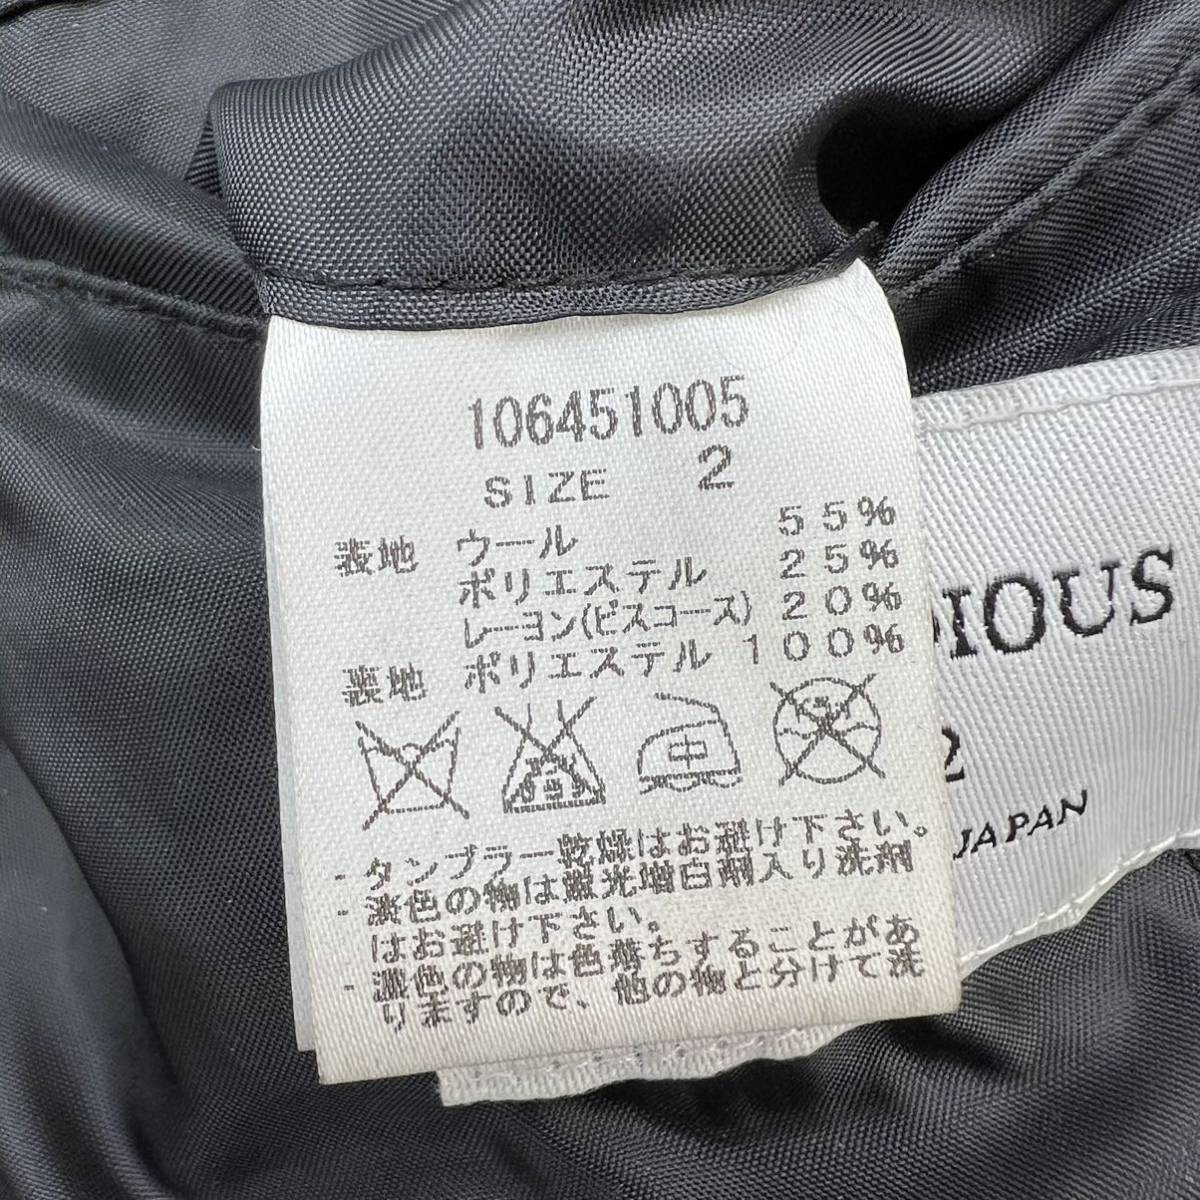 106451005
SIZE 2
表地 ウール 55%
ポリエステル 25%
レーヨン(ビスコース) 20%
裏地 ポリエステル 100%
中
・タンブラー乾燥はお避け下さい。
・淡色の物は蛍光増白剤入り洗剤
はお避け下さい。
・濃色の物は色落ちすることがあ
りますので、他の物と分けて洗
IOUS
2
JAPAN